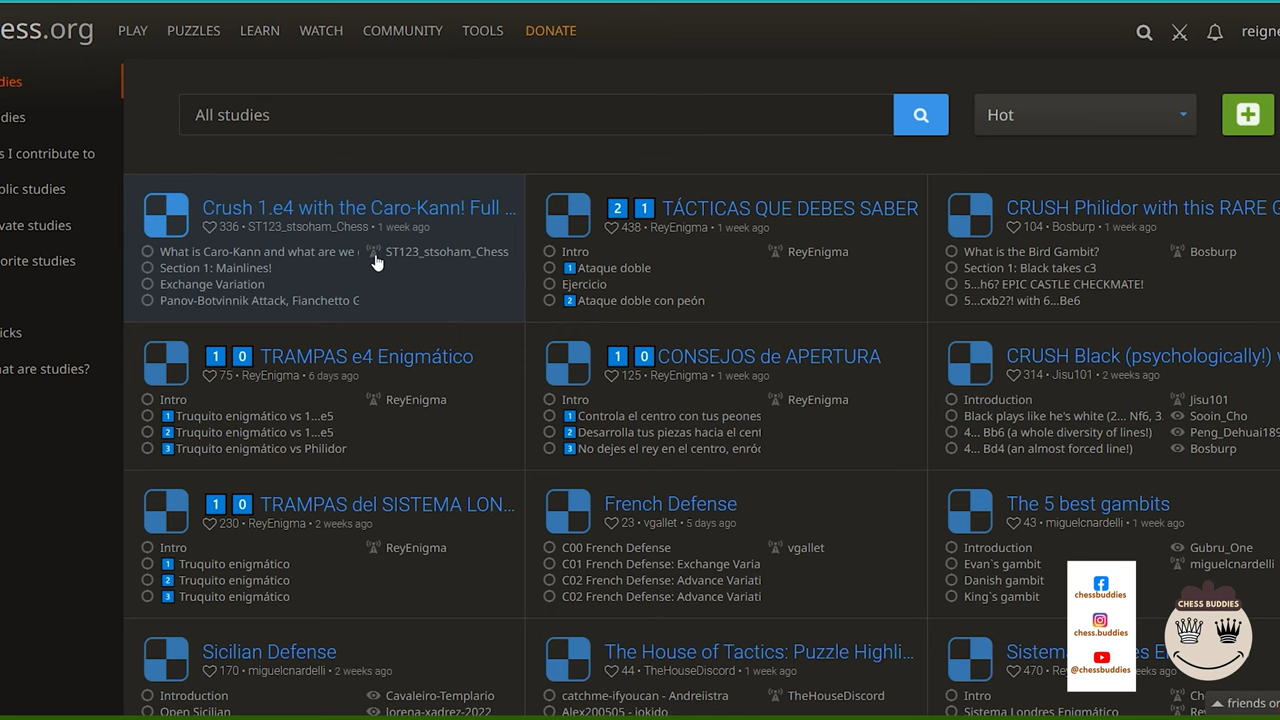 ess.org PLAY PUZZLES LEARN WATCH COMMUNITY TOOLS DONATE reigne
dies
dies
s I contribute to
blic studies
vate studies
orite studies
icks
at are studies?
All studies Hot
Crush 1.e4 with the Caro-Kann! Full ...
336 • ST123_stsoham_Chess • 1 week ago
What is Caro-Kann and what are we
Section 1: Mainlines!
Exchange Variation
Panov-Botvinnik Attack, Fianchetto G
ST123_stsoham_Chess
2 1 TÁCTICAS QUE DEBES SABER
438 • ReyEnigma • 1 week ago
Intro
1 Ataque doble
Ejercicio
2 Ataque doble con peón
ReyEnigma
CRUSH Philidor with this RARE G
104 • Bosburp • 1 week ago
What is the Bird Gambit?
Section 1: Black takes c3
5...h6? EPIC CASTLE CHECKMATE!
5...cxb2?! with 6...Be6
Bosburp
1 0 TRAMPAS e4 Enigmático
75 • ReyEnigma • 6 days ago
Intro
1 Truquito enigmático vs 1...e5
2 Truquito enigmático vs 1...e5
3 Truquito enigmático vs Philidor
ReyEnigma
1 0 CONSEJOS de APERTURA
125 • ReyEnigma • 1 week ago
Intro
1 Controla el centro con tus peones
2 Desarrolla tus piezas hacia el cent
3 No dejes el rey en el centro, enróc
ReyEnigma
CRUSH Black (psychologically!) w
314 • Jisu101 • 2 weeks ago
Introduction
Black plays like he's white (2... Nf6, 3.
4... Bb6 (a whole diversity of lines!)
4... Bd4 (an almost forced line!)
Jisu101
Sooin_Cho
Peng_Dehuai189
Bosburp
1 0 TRAMPAS del SISTEMA LON...
230 • ReyEnigma • 2 weeks ago
Intro
1 Truquito enigmático
2 Truquito enigmático
3 Truquito enigmático
ReyEnigma
French Defense
23 • vgallet • 5 days ago
C00 French Defense
C01 French Defense: Exchange Varia
C02 French Defense: Advance Variati
C02 French Defense: Advance Variati
vgallet
The 5 best gambits
43 • miguelcnardelli • 1 week ago
Introduction
Evan`s gambit
Danish gambit
King`s gambit
Gubru_One
miguelcnardelli
Sicilian Defense
170 • miguelcnardelli • 2 weeks ago
Introduction
Open Sicilian
Cavaleiro-Templario
lorena-xadrez-2022
The House of Tactics: Puzzle Highli...
44 • TheHouseDiscord • 1 week ago
catchme-ifyoucan - Andreiistra
Alex200505 - jokido
TheHouseDiscord
Sistem
470 • Re
Intro
Sistema Londres Enigmático
chessbuddies
chess.buddies
@chessbuddies
CHESS BUDDIES
friends on